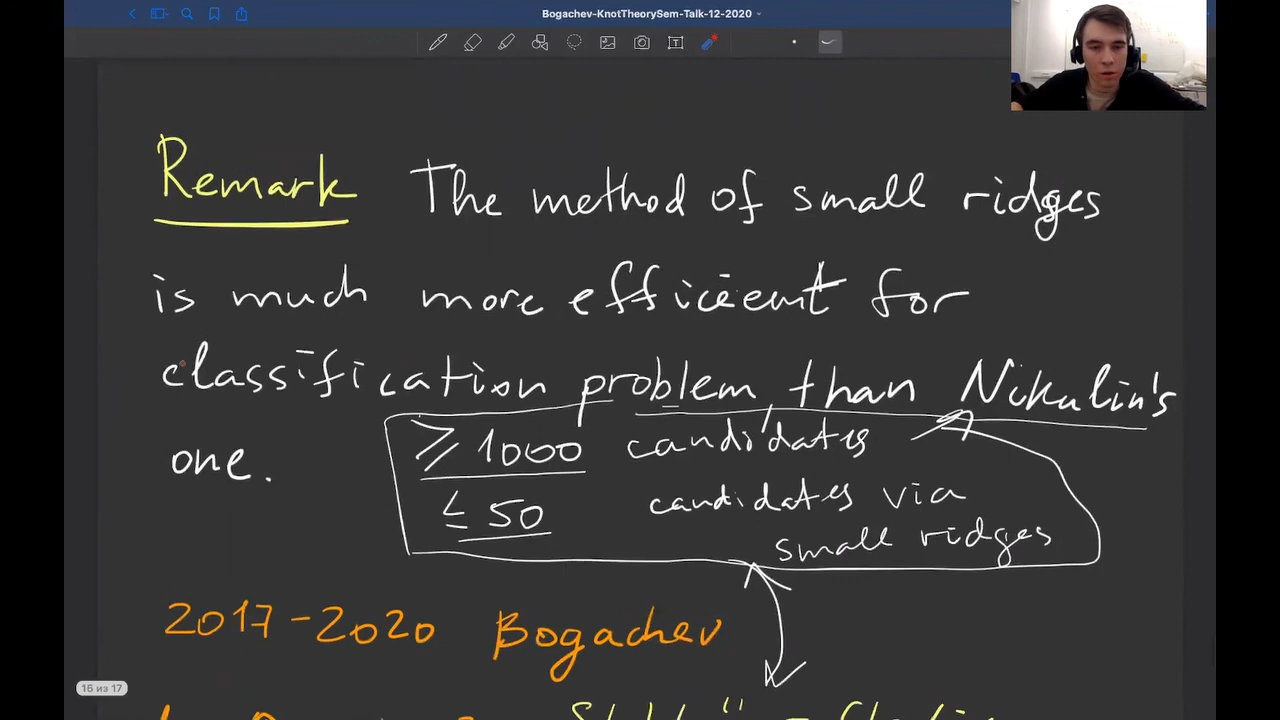 Bogachev-KnotTheorySem-Talk-12-2020
Remark The method of small ridges
is much more efficient for
classification problem than Nikulin's
one.
≥ 1000 candidates
≤ 50 candidates via
small ridges
2017-2020 Bogachev
16 из 17